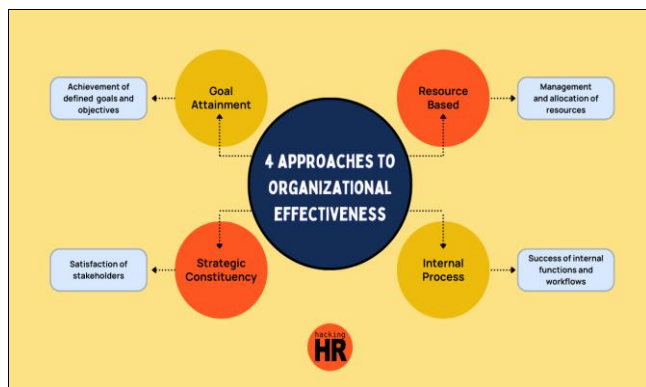 Achievement of
defined goals and
objectives
Goal
Attainment
Resource
Based
Management
and allocation of
resources
4 APPROACHES TO
ORGANIZATIONAL
EFFECTIVENESS
Satisfaction of
stakeholders
Strategic
Constituency
Internal
Process
Success of internal
functions and
workflows
hacking
HR